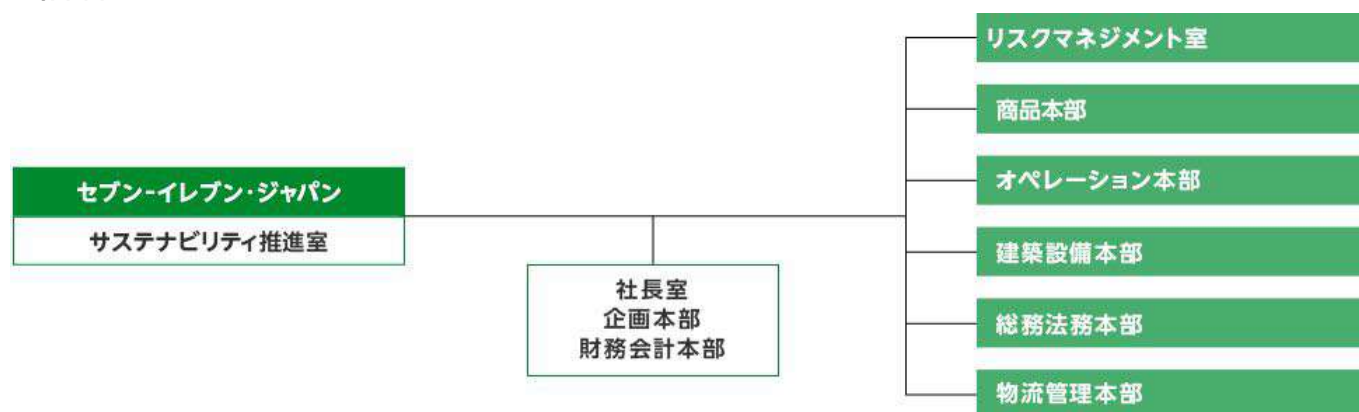 リスクマネジメント室
商品本部
オペレーション本部
セブン-イレブン・ジャパン
サステナビリティ推進室
建築設備本部
社長室
企画本部
財務会計本部
総務法務本部
物流管理本部